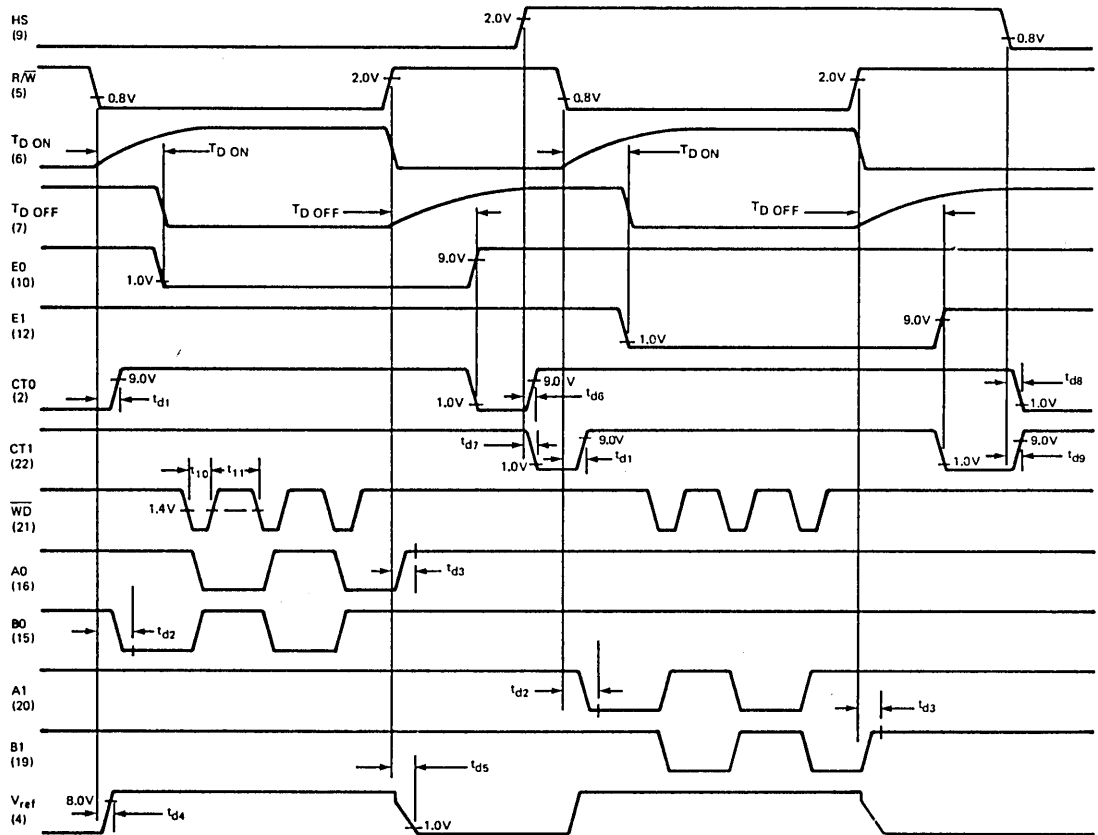 HS
(9)
2.0V
0.8V
R/W̅
(5)
0.8V
2.0V
0.8V
2.0V
T_D ON
(6)
T_D ON
T_D ON
T_D OFF
(7)
T_D OFF
T_D OFF
E0
(10)
1.0V
9.0V
E1
(12)
1.0V
9.0V
CT0
(2)
9.0V
t_d1
1.0V
9.0V
t_d6
t_d8
1.0V
CT1
(22)
t_d7
1.0V
9.0V
t_d1
1.0V
9.0V
t_d9
t_10
t_11
W̅D̅
(21)
1.4V
A0
(16)
t_d3
B0
(15)
t_d2
A1
(20)
t_d2
t_d3
B1
(19)
V_ref
(4)
8.0V
t_d4
t_d5
1.0V